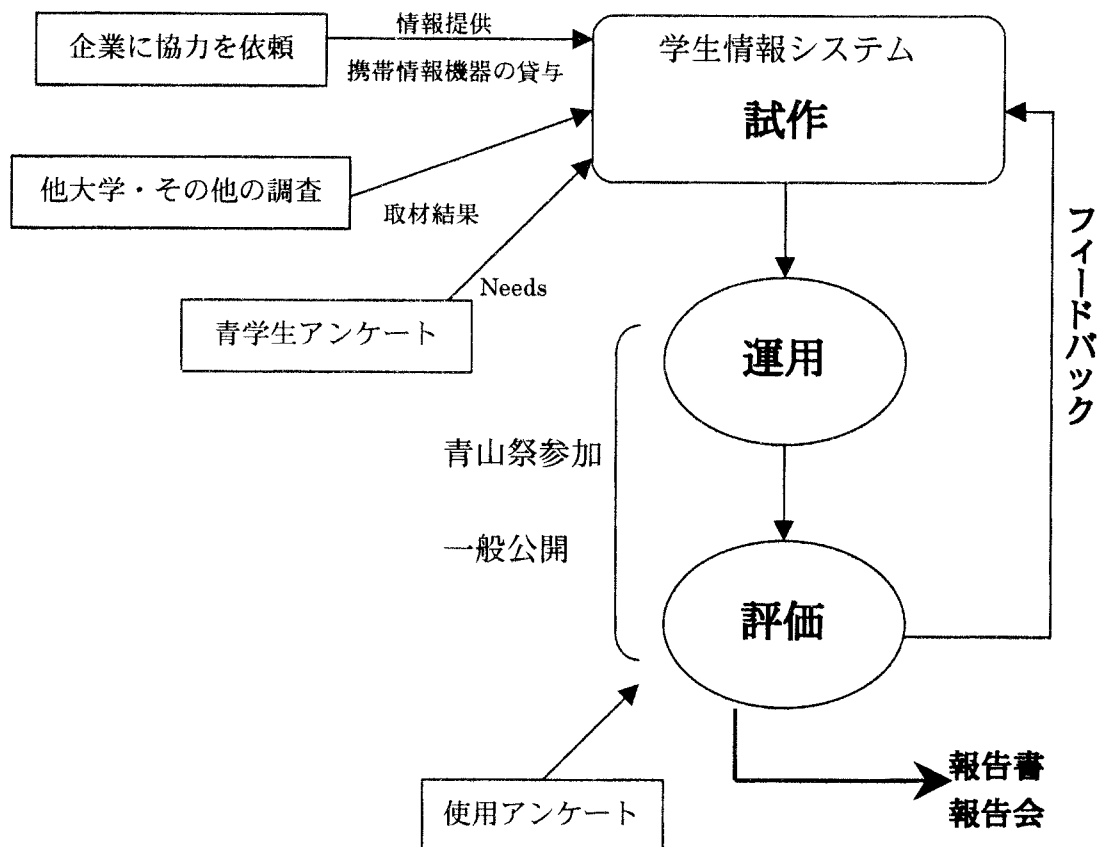 企業に協力を依頼
情報提供
携帯情報機器の貸与
学生情報システム
試作
他大学・その他の調査
取材結果
青学生アンケート
Needs
フィードバック
運用
青山祭参加
一般公開
評価
使用アンケート
報告書
報告会